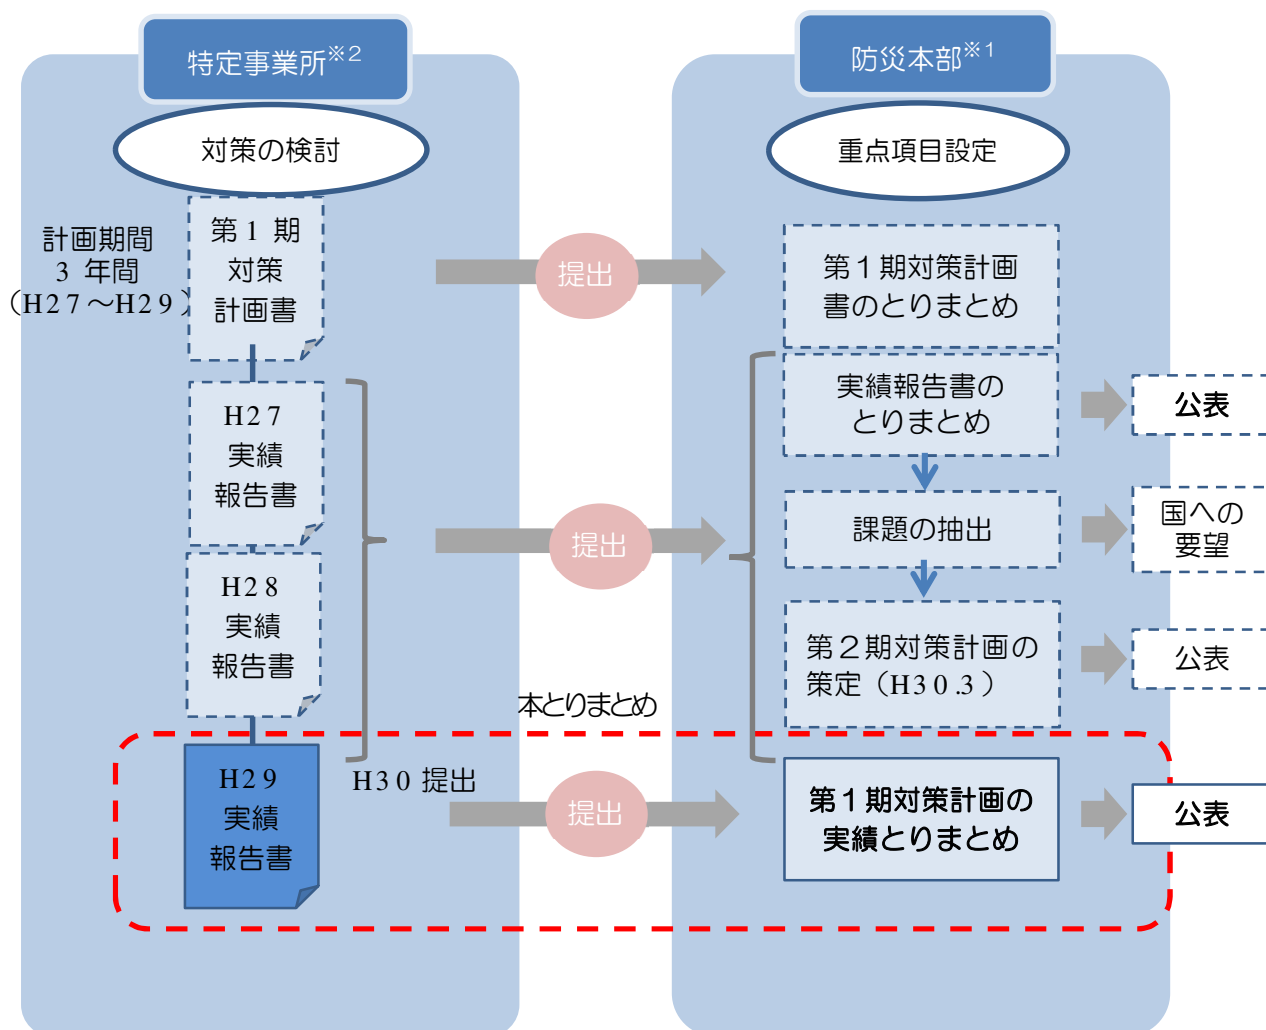 特定事業所※2
対策の検討
計画期間
3 年間
（H27～H29）
第1 期
対策
計画書
H27
実績
報告書
H28
実績
報告書
H29
実績
報告書
H30 提出
本とりまとめ
提出
提出
提出
防災本部※1
重点項目設定
第１期対策計画
書のとりまとめ
実績報告書の
とりまとめ
課題の抽出
第２期対策計画の
策定（H30.3）
第１期対策計画の
実績とりまとめ
公表
国への
要望
公表
公表